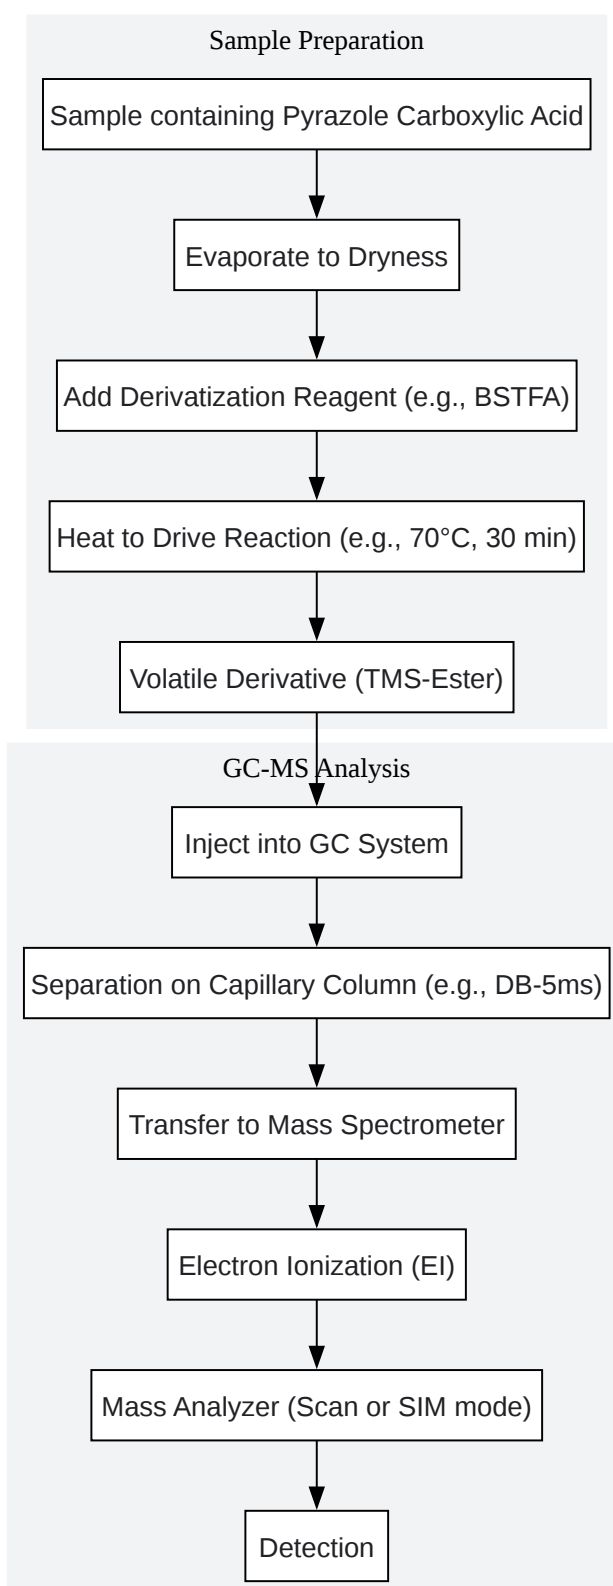 Sample Preparation
Sample containing Pyrazole Carboxylic Acid
Evaporate to Dryness
Add Derivatization Reagent (e.g., BSTFA)
Heat to Drive Reaction (e.g., 70°C, 30 min)
Volatile Derivative (TMS-Ester)
GC-MS Analysis
Inject into GC System
Separation on Capillary Column (e.g., DB-5ms)
Transfer to Mass Spectrometer
Electron Ionization (EI)
Mass Analyzer (Scan or SIM mode)
Detection